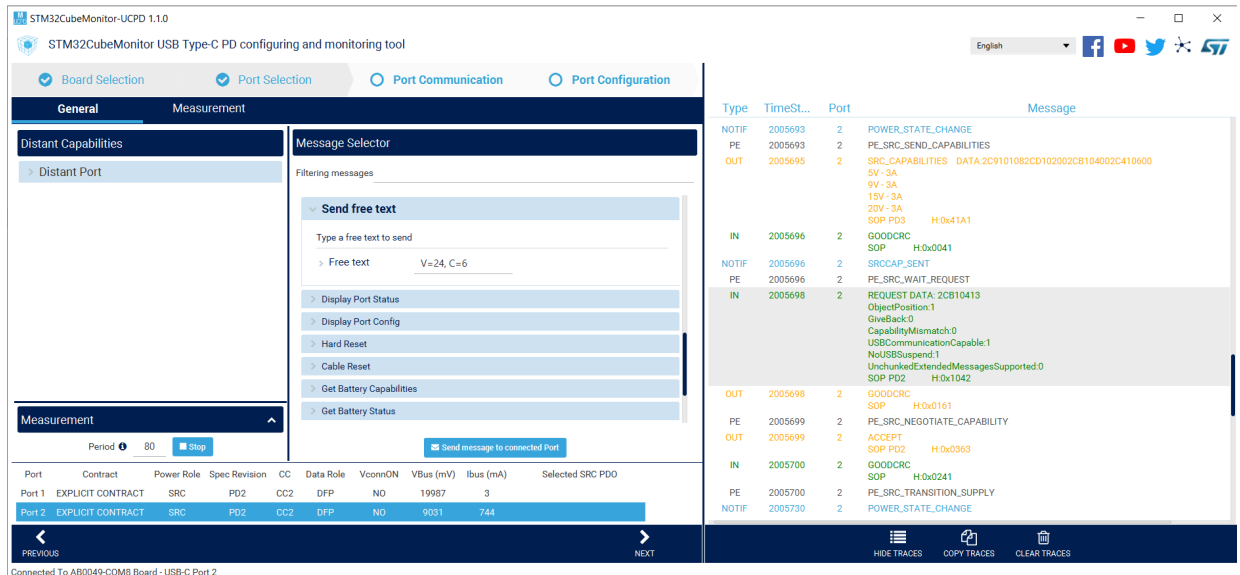 STM32CubeMonitor-UCPD 1.1.0
STM32CubeMonitor USB Type-C PD configuring and monitoring tool
English
Board Selection
Port Selection
Port Communication
Port Configuration
General
Measurement
Distant Capabilities
Distant Port
Message Selector
Filtering messages
Send free text
Type a free text to send
Free text V=24, C=6
Display Port Status
Display Port Config
Hard Reset
Cable Reset
Get Battery Capabilities
Get Battery Status
Send message to connected Port
Measurement
Period 80 Stop
Port Contract Power Role Spec Revision CC Data Role VconnON VBus (mV) Ibus (mA) Selected SRC PDO
Port 1 EXPLICIT CONTRACT SRC PD2 CC2 DFP NO 19987 3
Port 2 EXPLICIT CONTRACT SRC PD2 CC2 DFP NO 9031 744
PREVIOUS
NEXT
Connected To AB0049-COM8 Board - USB-C Port 2
Type TimeSt... Port Message
NOTIF 2005693 2 POWER_STATE_CHANGE
PE 2005693 2 PE_SRC_SEND_CAPABILITIES
OUT 2005695 2 SRC_CAPABILITIES DATA:2C9101082CD102002CB104002C410600
5V - 3A
9V - 3A
15V - 3A
20V - 3A
SOP PD3 H:0x41A1
IN 2005696 2 GOODCRC
SOP H:0x0041
NOTIF 2005696 2 SRCCAP_SENT
PE 2005696 2 PE_SRC_WAIT_REQUEST
IN 2005698 2 REQUEST DATA: 2CB10413
ObjectPosition:1
GiveBack:0
CapabilityMismatch:0
USBCommunicationCapable:1
NoUSBSuspend:1
UnchunkedExtendedMessagesSupported:0
SOP PD2 H:0x1042
OUT 2005698 2 GOODCRC
SOP H:0x0161
PE 2005699 2 PE_SRC_NEGOTIATE_CAPABILITY
OUT 2005699 2 ACCEPT
SOP PD2 H:0x0363
IN 2005700 2 GOODCRC
SOP H:0x0241
PE 2005700 2 PE_SRC_TRANSITION_SUPPLY
NOTIF 2005730 2 POWER_STATE_CHANGE
HIDE TRACES
COPY TRACES
CLEAR TRACES